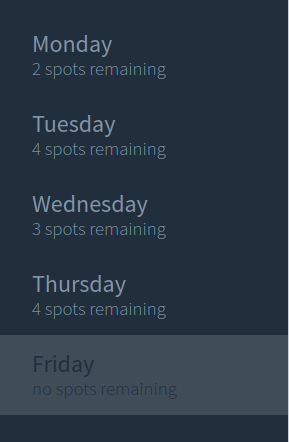 Monday
2 spots remaining
Tuesday
4 spots remaining
Wednesday
3 spots remaining
Thursday
4 spots remaining
Friday
no spots remaining